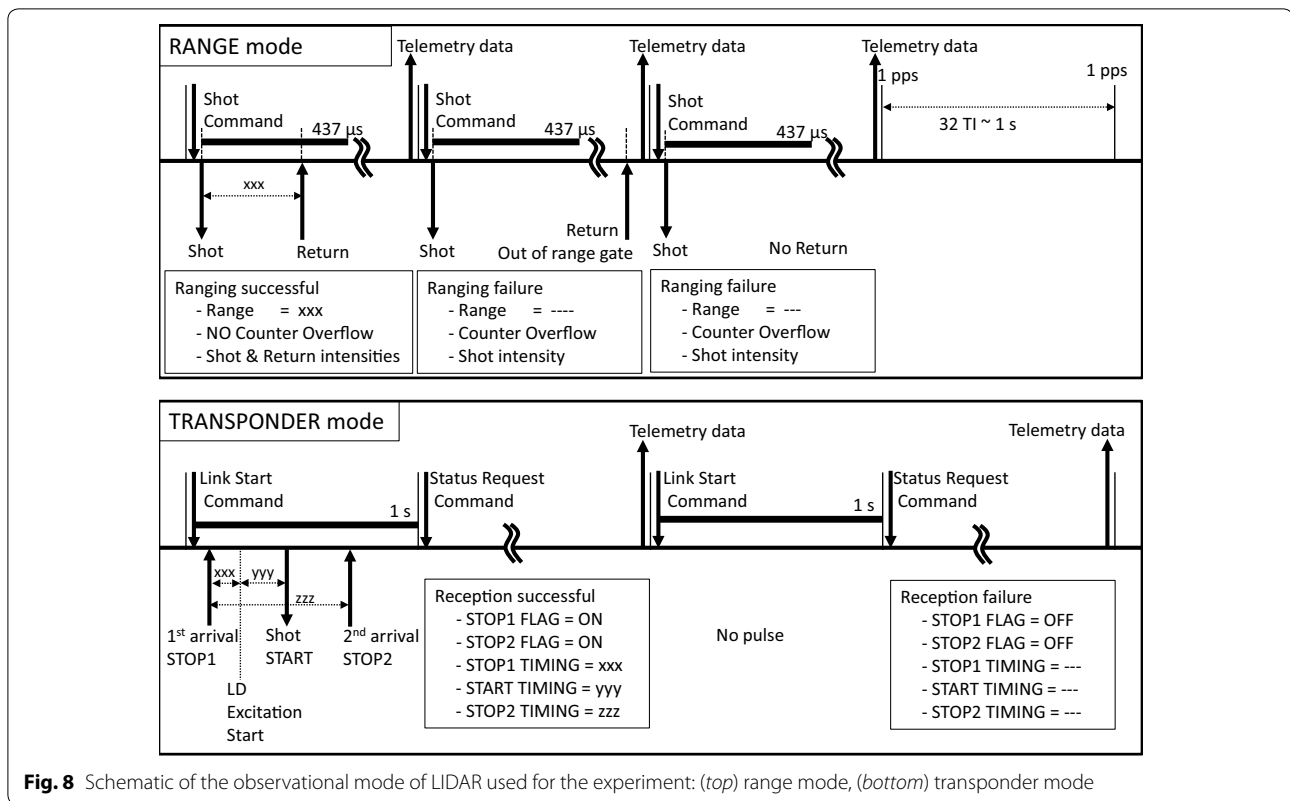 RANGE mode
Telemetry data
Telemetry data
Telemetry data
1 pps
1 pps
Shot
Command
437 µs
Shot
Command
437 µs
Shot
Command
437 µs
32 TI ~ 1 s
xxx
Shot
Return
Shot
Return
Out of range gate
Shot
No Return
Ranging successful
- Range = xxx
- NO Counter Overflow
- Shot & Return intensities
Ranging failure
- Range = ----
- Counter Overflow
- Shot intensity
Ranging failure
- Range = ---
- Counter Overflow
- Shot intensity
TRANSPONDER mode
Telemetry data
Telemetry data
Link Start
Command
1 s
Status Request
Command
Link Start
Command
1 s
Status Request
Command
xxx
yyy
zzz
1st arrival
STOP1
Shot
START
2nd arrival
STOP2
LD
Excitation
Start
Reception successful
- STOP1 FLAG = ON
- STOP2 FLAG = ON
- STOP1 TIMING = xxx
- START TIMING = yyy
- STOP2 TIMING = zzz
No pulse
Reception failure
- STOP1 FLAG = OFF
- STOP2 FLAG = OFF
- STOP1 TIMING = ---
- START TIMING = ---
- STOP2 TIMING = ---
Fig. 8 Schematic of the observational mode of LIDAR used for the experiment: (top) range mode, (bottom) transponder mode